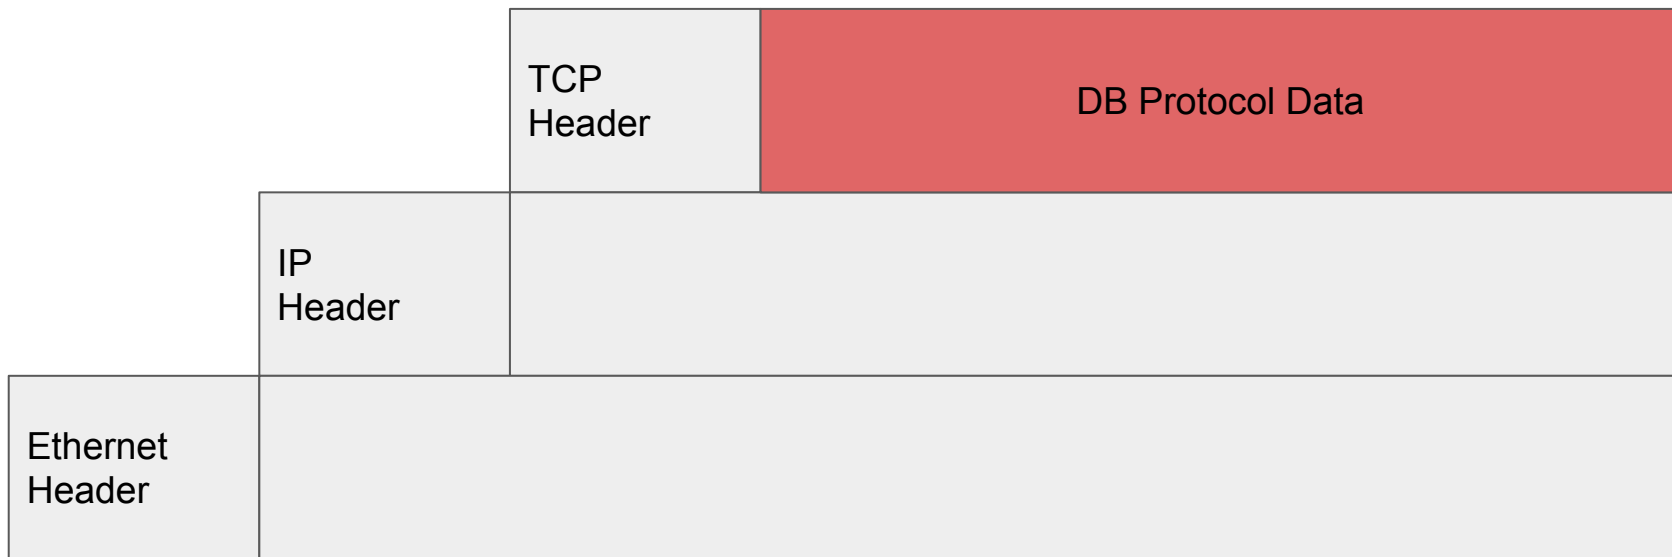 TCP
Header
DB Protocol Data
IP
Header
Ethernet
Header